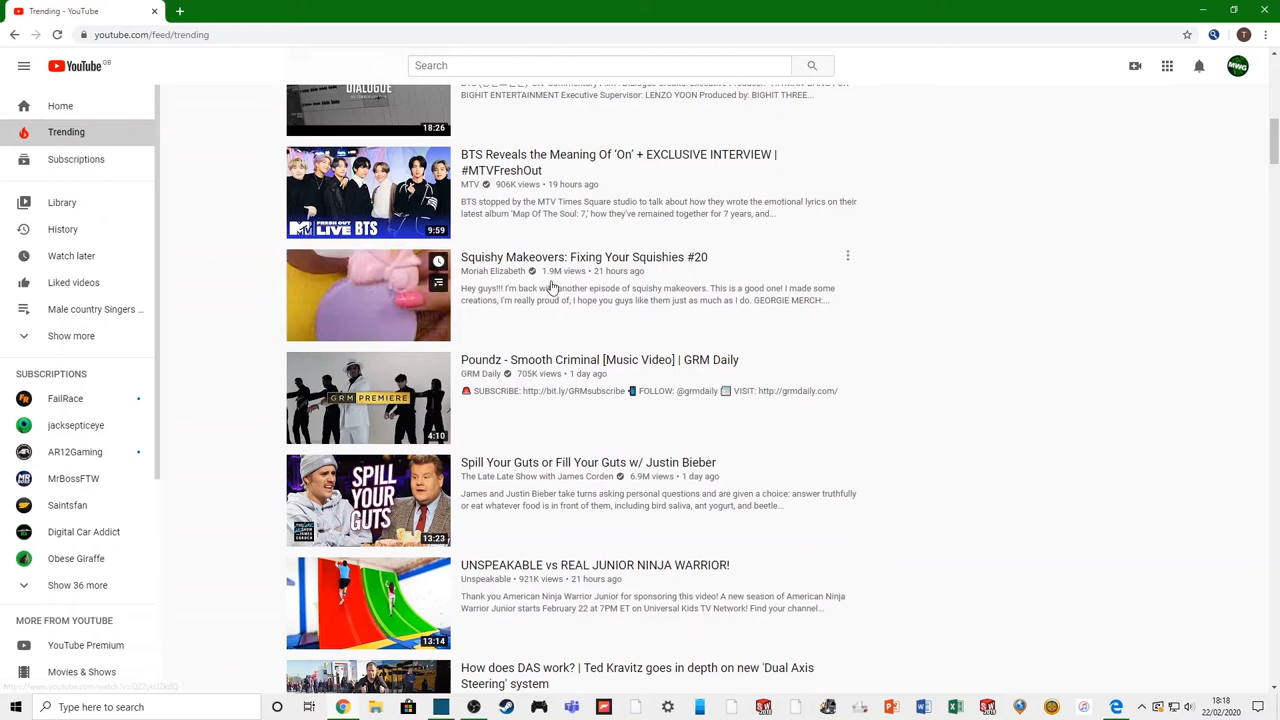 Trending - YouTube
youtube.com/feed/trending
T
YouTube GB
Search
MWG
Home
Trending
Subscriptions
Library
History
Watch later
Liked videos
Male country Singers ...
Show more
SUBSCRIPTIONS
FailRace
jacksepticeye
AR12Gaming
MrBossFTW
Saintsfan
Digital Car Addict
Obese Giraffe
Show 36 more
MORE FROM YOUTUBE
YouTube Premium
Movies & Shows
DIALOGUE
18:26
BIGHIT ENTERTAINMENT Executive Supervisor: LENZO YOON Produced by: BIGHIT THREE...
MTV FRESH OUT LIVE BTS
9:59
BTS Reveals the Meaning Of ‘On’ + EXCLUSIVE INTERVIEW |
#MTVFreshOut
MTV 906K views • 19 hours ago
BTS stopped by the MTV Times Square studio to talk about how they wrote the emotional lyrics on their
latest album 'Map Of The Soul: 7,' how they've remained together for 7 years, and...
Squishy Makeovers: Fixing Your Squishies #20
Moriah Elizabeth 1.9M views • 21 hours ago
Hey guys!!! I'm back another episode of squishy makeovers. This is a good one! I made some
creations, I'm really proud of, I hope you guys like them just as much as I do. GEORGIE MERCH:...
GRM PREMIERE
4:10
Poundz - Smooth Criminal [Music Video] | GRM Daily
GRM Daily 705K views • 1 day ago
SUBSCRIBE: http://bit.ly/GRMsubscribe FOLLOW: @grmdaily VISIT: http://grmdaily.com/
SPILL YOUR GUTS
13:23
Spill Your Guts or Fill Your Guts w/ Justin Bieber
The Late Late Show with James Corden 6.9M views • 1 day ago
James and Justin Bieber take turns asking personal questions and are given a choice: answer truthfully
or eat whatever food is in front of them, including bird saliva, ant yogurt, and beetle...
13:14
UNSPEAKABLE vs REAL JUNIOR NINJA WARRIOR!
Unspeakable • 921K views • 21 hours ago
Thank you American Ninja Warrior Junior for sponsoring this video! A new season of American Ninja
Warrior Junior starts February 22 at 7PM ET on Universal Kids TV Network! Find your channel...
How does DAS work? | Ted Kravitz goes in depth on new 'Dual Axis
Steering' system
Type here to search
18:18
22/02/2020